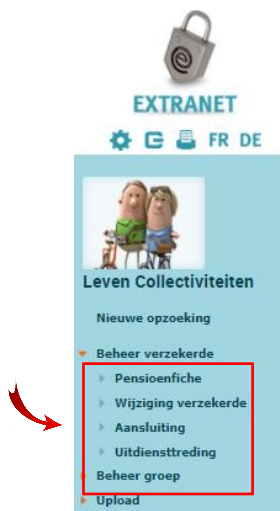 EXTRANET
FR DE
Leven Collectiviteiten
Nieuwe opzoeking
Beheer verzekerde
Pensioenfiche
Wijziging verzekerde
Aansluiting
Uitdiensttreding
Beheer groep
Upload